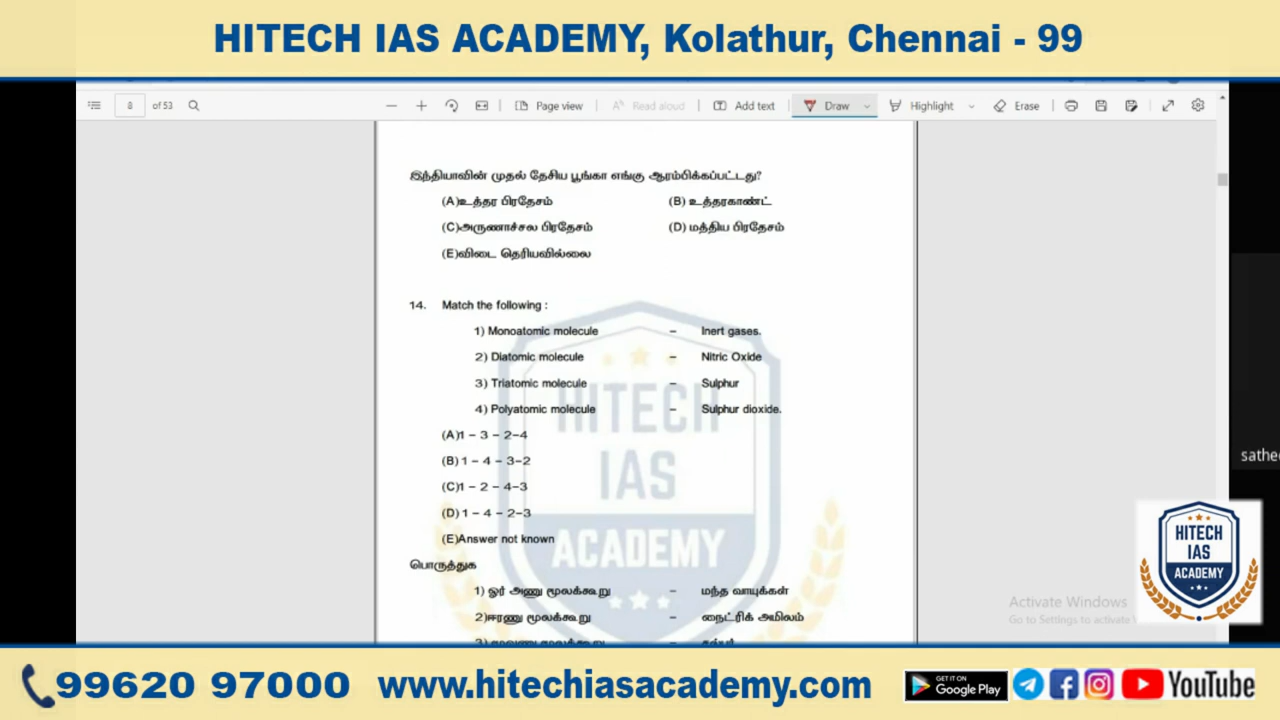 HITECH IAS ACADEMY, Kolathur, Chennai - 99
8 of 53 Page view Read aloud Add text Draw Highlight Erase
இந்தியாவின் முதல் தேசிய பூங்கா எங்கு ஆரம்பிக்கப்பட்டது?
(A)உத்தர பிரதேசம் (B) உத்தரகாண்ட்
(C)அருணாச்சல பிரதேசம் (D) மத்திய பிரதேசம்
(E)விடை தெரியவில்லை
14. Match the following :
1) Monoatomic molecule – Inert gases.
2) Diatomic molecule – Nitric Oxide
3) Triatomic molecule – Sulphur
4) Polyatomic molecule – Sulphur dioxide.
(A)1 – 3 – 2–4
(B) 1 – 4 – 3–2
(C)1 – 2 – 4–3
(D) 1 – 4 – 2–3
(E)Answer not known
பொருத்துக
1) ஓர் அணு மூலக்கூறு – மந்த வாயுக்கள்
2)ஈரணு மூலக்கூறு – நைட்ரிக் அமிலம்
HITECH
IAS
ACADEMY
sathe
HITECH
IAS
ACADEMY
Activate Windows
Go to Settings to activate
99620 97000 www.hitechiasacademy.com GET IT ON Google Play YouTube